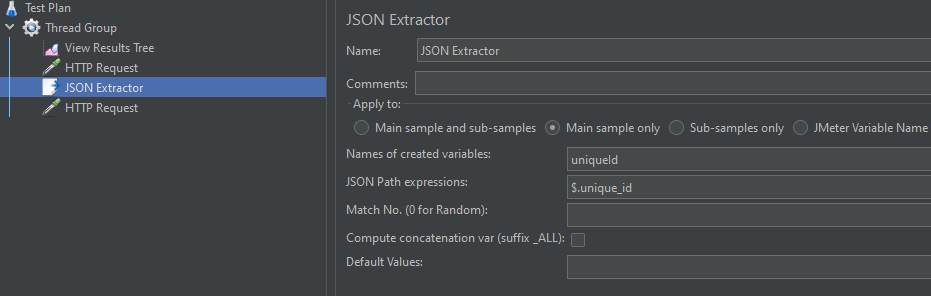 Test Plan
Thread Group
View Results Tree
HTTP Request
JSON Extractor
HTTP Request
JSON Extractor
Name: JSON Extractor
Comments:
Apply to:
Main sample and sub-samples Main sample only Sub-samples only JMeter Variable Name
Names of created variables: uniqueId
JSON Path expressions: $.unique_id
Match No. (0 for Random):
Compute concatenation var (suffix _ALL):
Default Values: